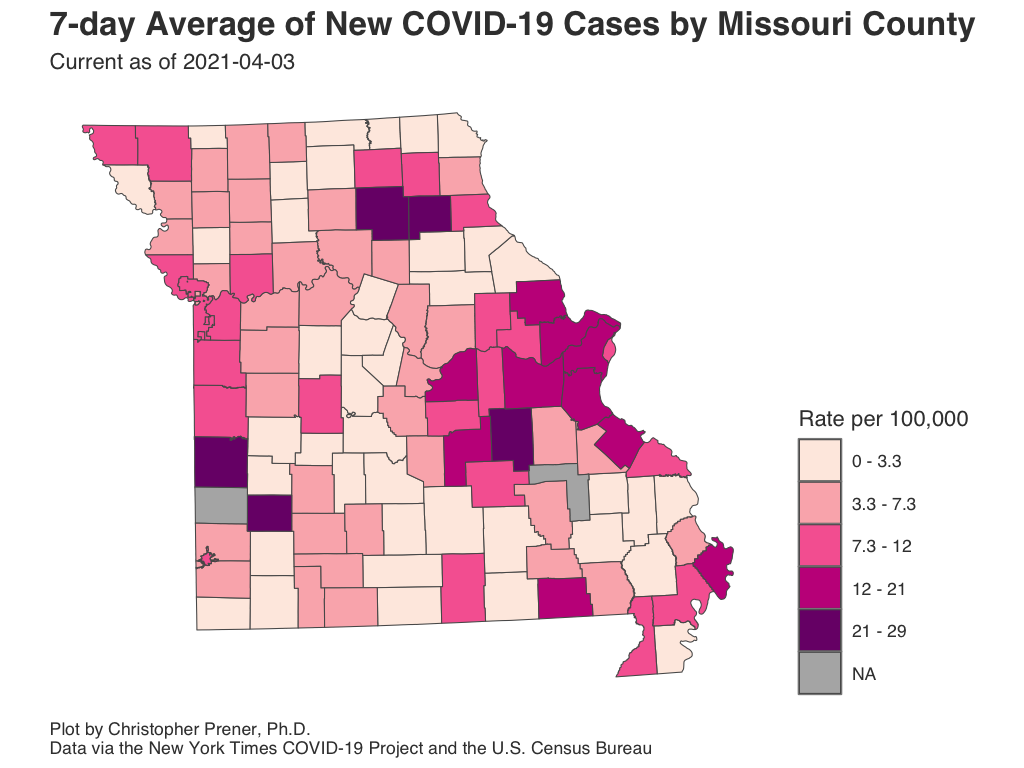 7-day Average of New COVID-19 Cases by Missouri County
Current as of 2021-04-03
Rate per 100,000
0 - 3.3
3.3 - 7.3
7.3 - 12
12 - 21
21 - 29
NA
Plot by Christopher Prener, Ph.D.
Data via the New York Times COVID-19 Project and the U.S. Census Bureau